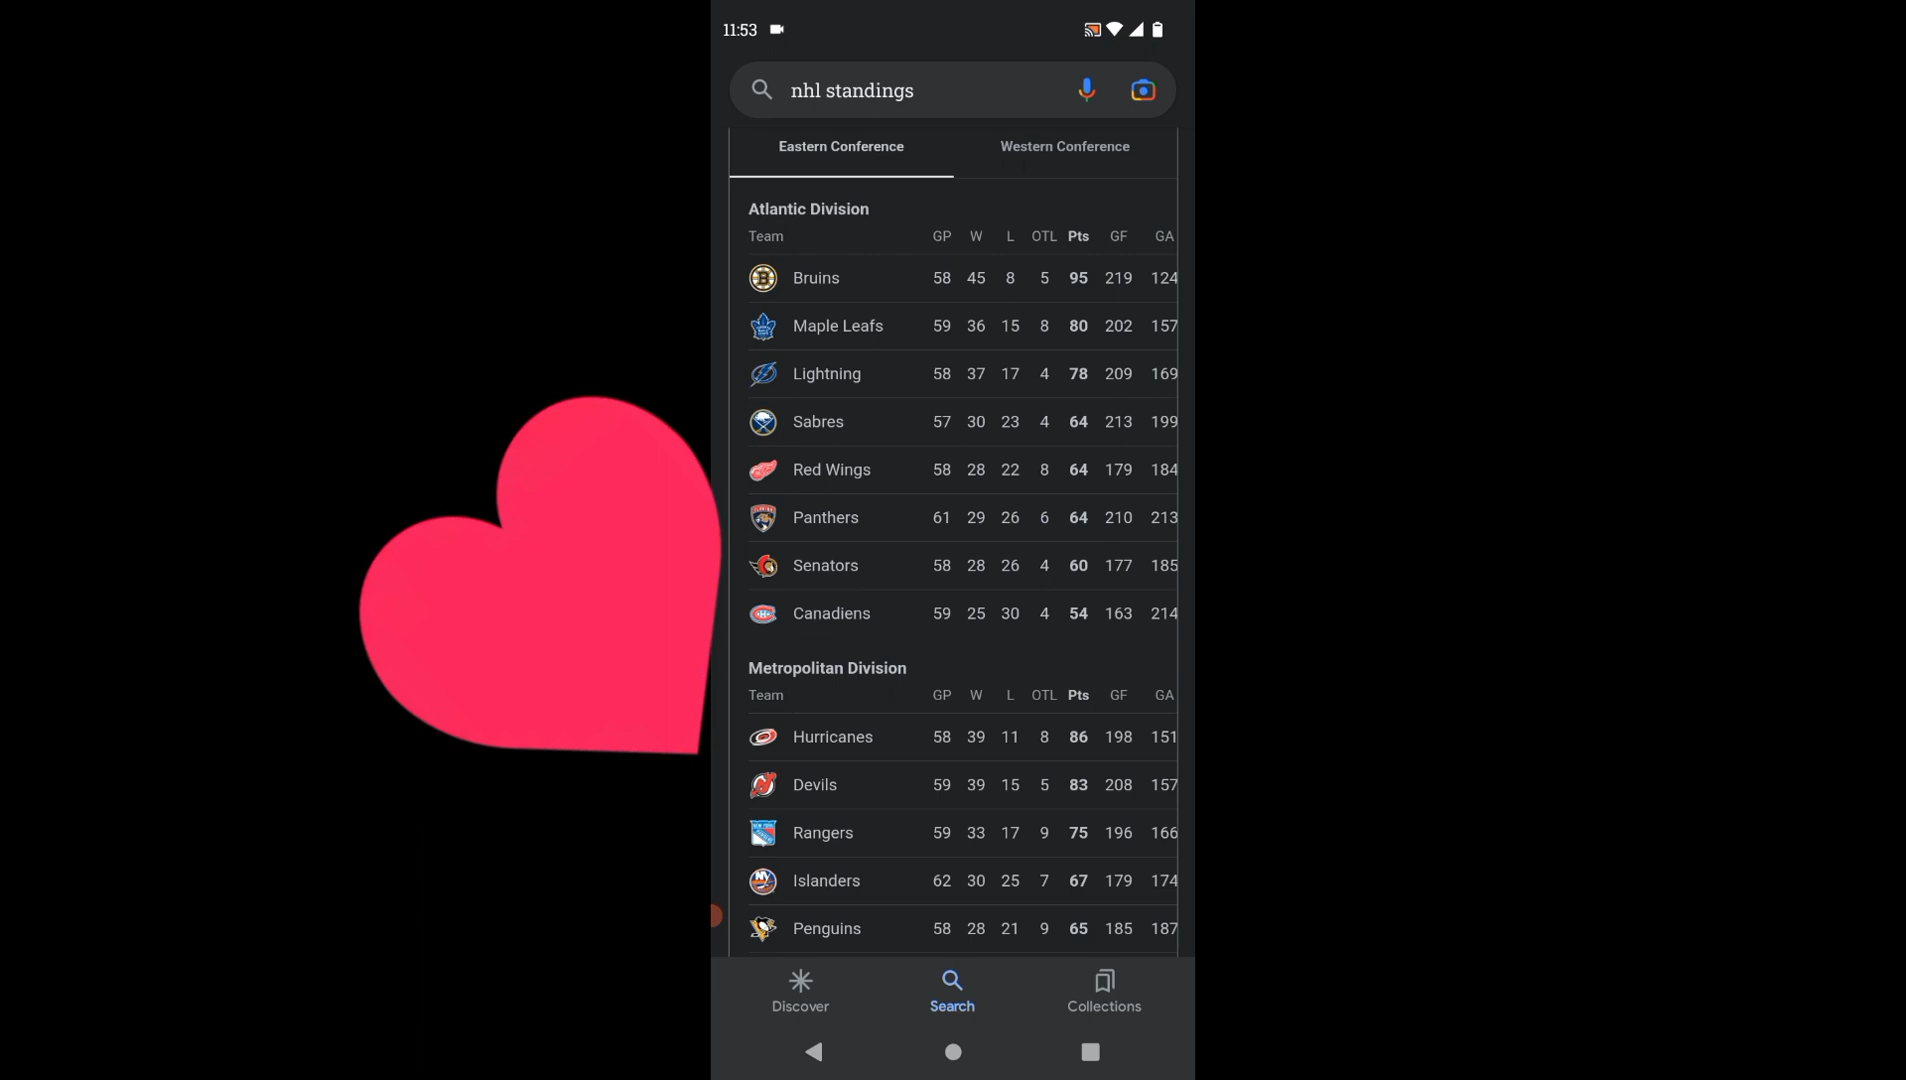 11:53
nhl standings
Eastern Conference Western Conference
Atlantic Division
Team GP W L OTL Pts GF GA
Bruins 58 45 8 5 95 219 124
Maple Leafs 59 36 15 8 80 202 157
Lightning 58 37 17 4 78 209 169
Sabres 57 30 23 4 64 213 199
Red Wings 58 28 22 8 64 179 184
Panthers 61 29 26 6 64 210 213
Senators 58 28 26 4 60 177 185
Canadiens 59 25 30 4 54 163 214
Metropolitan Division
Team GP W L OTL Pts GF GA
Hurricanes 58 39 11 8 86 198 151
Devils 59 39 15 5 83 208 157
Rangers 59 33 17 9 75 196 166
Islanders 62 30 25 7 67 179 174
Penguins 58 28 21 9 65 185 187
Discover Search Collections